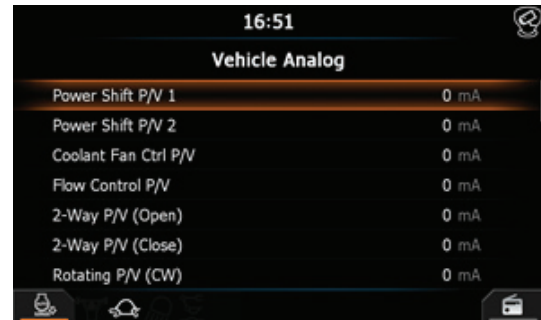 16:51
Vehicle Analog
Power Shift P/V 1 0 mA
Power Shift P/V 2 0 mA
Coolant Fan Ctrl P/V 0 mA
Flow Control P/V 0 mA
2-Way P/V (Open) 0 mA
2-Way P/V (Close) 0 mA
Rotating P/V (CW) 0 mA